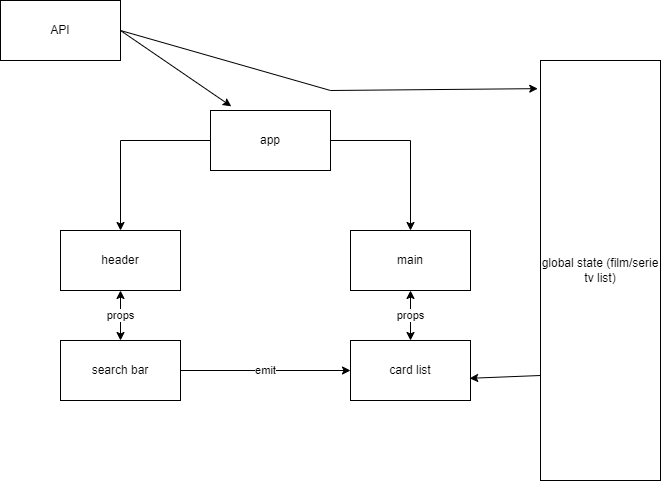 API
app
header
main
global state (film/serie
tv list)
props
props
search bar
emit
card list